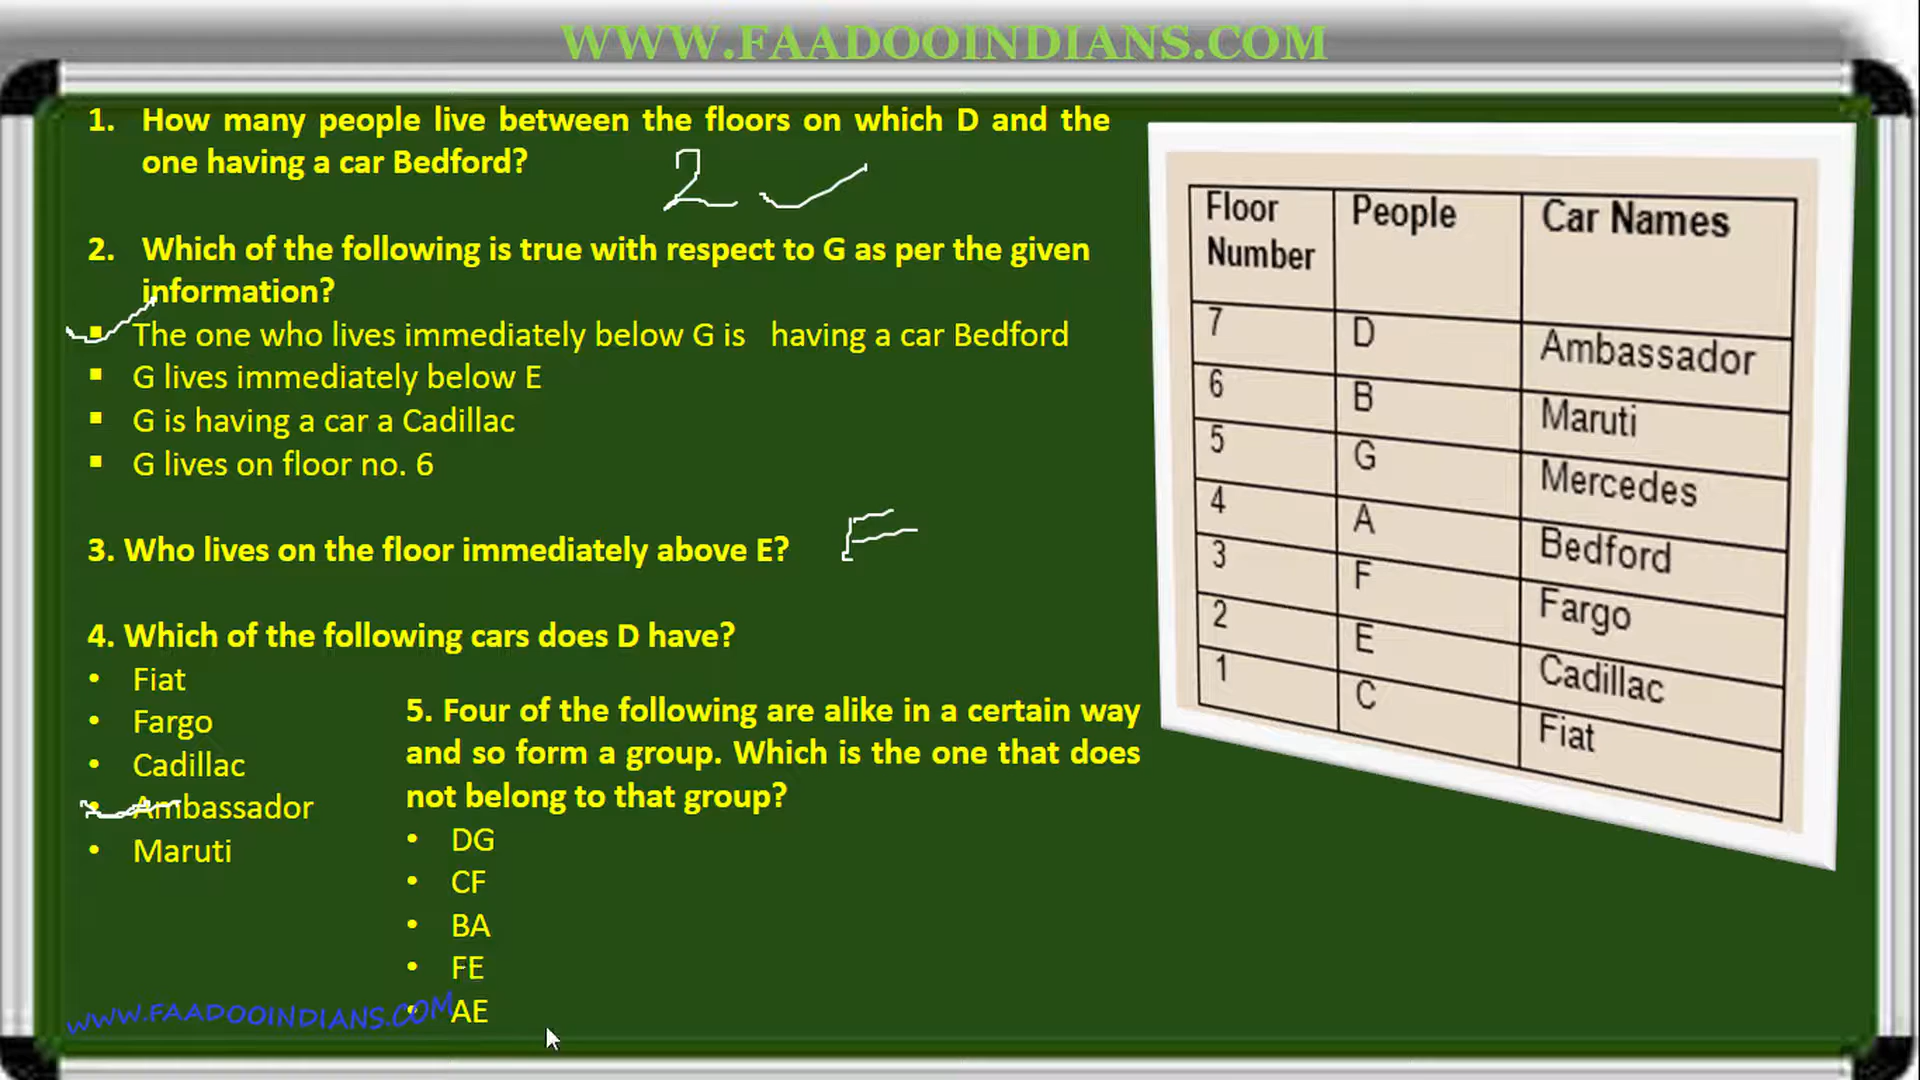 WWW.FAADOOINDIANS.COM
1. How many people live between the floors on which D and the
one having a car Bedford?
2
2. Which of the following is true with respect to G as per the given
information?
▪ The one who lives immediately below G is having a car Bedford
▪ G lives immediately below E
▪ G is having a car a Cadillac
▪ G lives on floor no. 6
3. Who lives on the floor immediately above E?
F
4. Which of the following cars does D have?
• Fiat
• Fargo
• Cadillac
• Ambassador
• Maruti
5. Four of the following are alike in a certain way
and so form a group. Which is the one that does
not belong to that group?
• DG
• CF
• BA
• FE
• AE
WWW.FAADOOINDIANS.COM
Floor Number People Car Names
7 D Ambassador
6 B Maruti
5 G Mercedes
4 A Bedford
3 F Fargo
2 E Cadillac
1 C Fiat